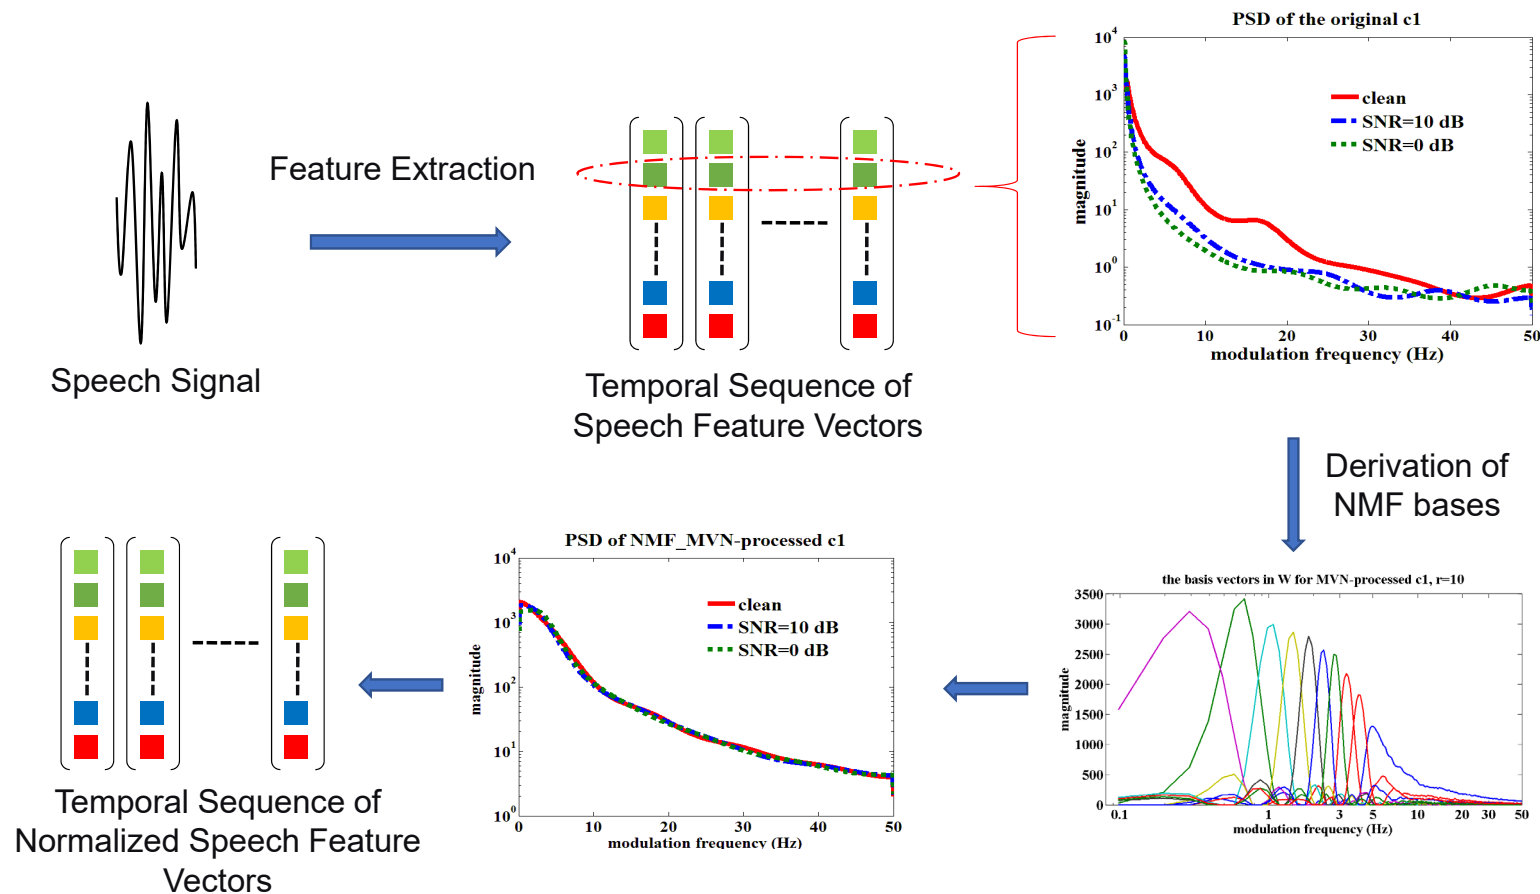 Speech Signal
Feature Extraction
Temporal Sequence of
Speech Feature Vectors
PSD of the original c1
magnitude
10^4
10^3
10^2
10^1
10^0
10^-1
clean
SNR=10 dB
SNR=0 dB
0 10 20 30 40 50
modulation frequency (Hz)
Derivation of
NMF bases
the basis vectors in W for MVN-processed c1, r=10
magnitude
3500
3000
2500
2000
1500
1000
500
0
0.1 1 3 5 10 20 30 50
modulation frequency (Hz)
PSD of NMF_MVN-processed c1
magnitude
10^4
10^3
10^2
10^1
10^0
clean
SNR=10 dB
SNR=0 dB
0 10 20 30 40 50
modulation frequency (Hz)
Temporal Sequence of
Normalized Speech Feature
Vectors